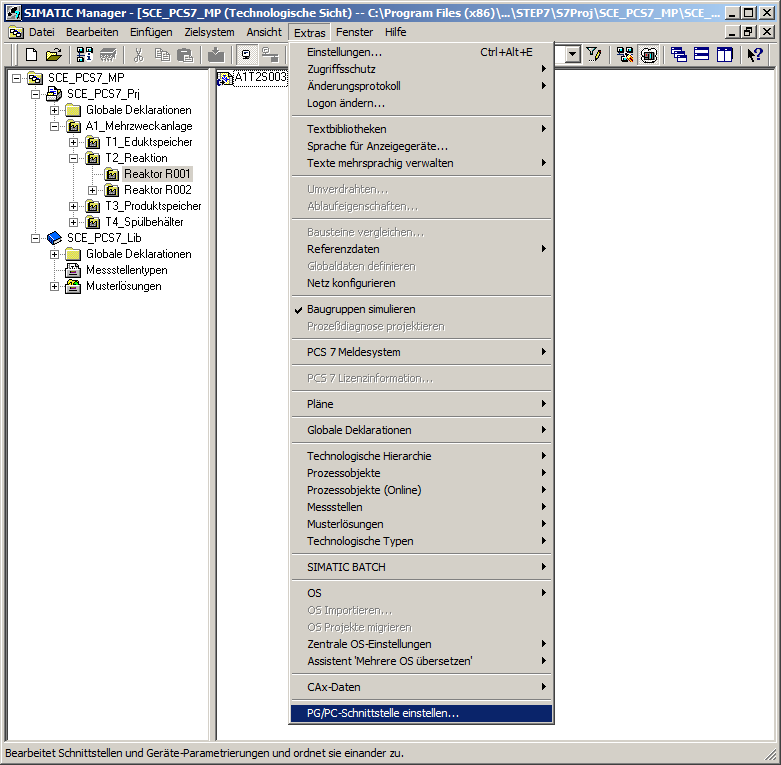 SIMATIC Manager - [SCE_PCS7_MP (Technologische Sicht) -- C:\Program Files (x86)\...\STEP7\S7Proj\SCE_PCS7_MP\SCE_...
Datei Bearbeiten Einfügen Zielsystem Ansicht Extras Fenster Hilfe
SCE_PCS7_MP
SCE_PCS7_Prj
Globale Deklarationen
A1_Mehrzweckanlage
T1_Eduktspeicher
T2_Reaktion
Reaktor R001
Reaktor R002
T3_Produktspeicher
T4_Spülbehälter
SCE_PCS7_Lib
Globale Deklarationen
Messstellentypen
Musterlösungen
A1T2S003
Einstellungen... Ctrl+Alt+E
Zugriffsschutz
Änderungsprotokoll
Logon ändern...
Textbibliotheken
Sprache für Anzeigegeräte...
Texte mehrsprachig verwalten
Umverdrahten...
Ablaufeigenschaften...
Bausteine vergleichen...
Referenzdaten
Globaldaten definieren
Netz konfigurieren
Baugruppen simulieren
Prozeßdiagnose projektieren
PCS 7 Meldesystem
PCS 7 Lizenzinformation...
Pläne
Globale Deklarationen
Technologische Hierarchie
Prozessobjekte
Prozessobjekte (Online)
Messstellen
Musterlösungen
Technologische Typen
SIMATIC BATCH
OS
OS Importieren...
OS Projekte migrieren
Zentrale OS-Einstellungen
Assistent 'Mehrere OS übersetzen'
CAx-Daten
PG/PC-Schnittstelle einstellen...
Bearbeitet Schnittstellen und Geräte-Parametrierungen und ordnet sie einander zu.